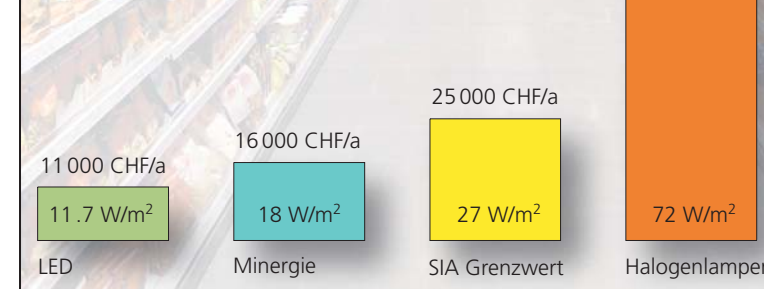 25 000 CHF/a
16 000 CHF/a
11 000 CHF/a
11.7 W/m²
18 W/m²
27 W/m²
72 W/m²
LED
Minergie
SIA Grenzwert
Halogenlampen